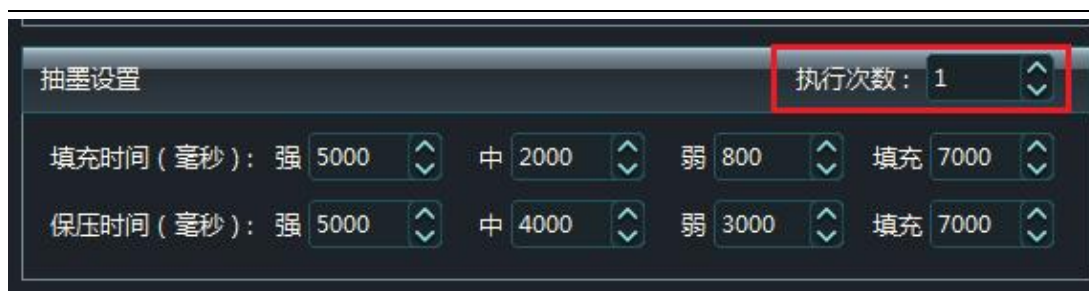 抽墨设置 执行次数：1
填充时间（毫秒）：强 5000 中 2000 弱 800 填充 7000
保压时间（毫秒）：强 5000 中 4000 弱 3000 填充 7000